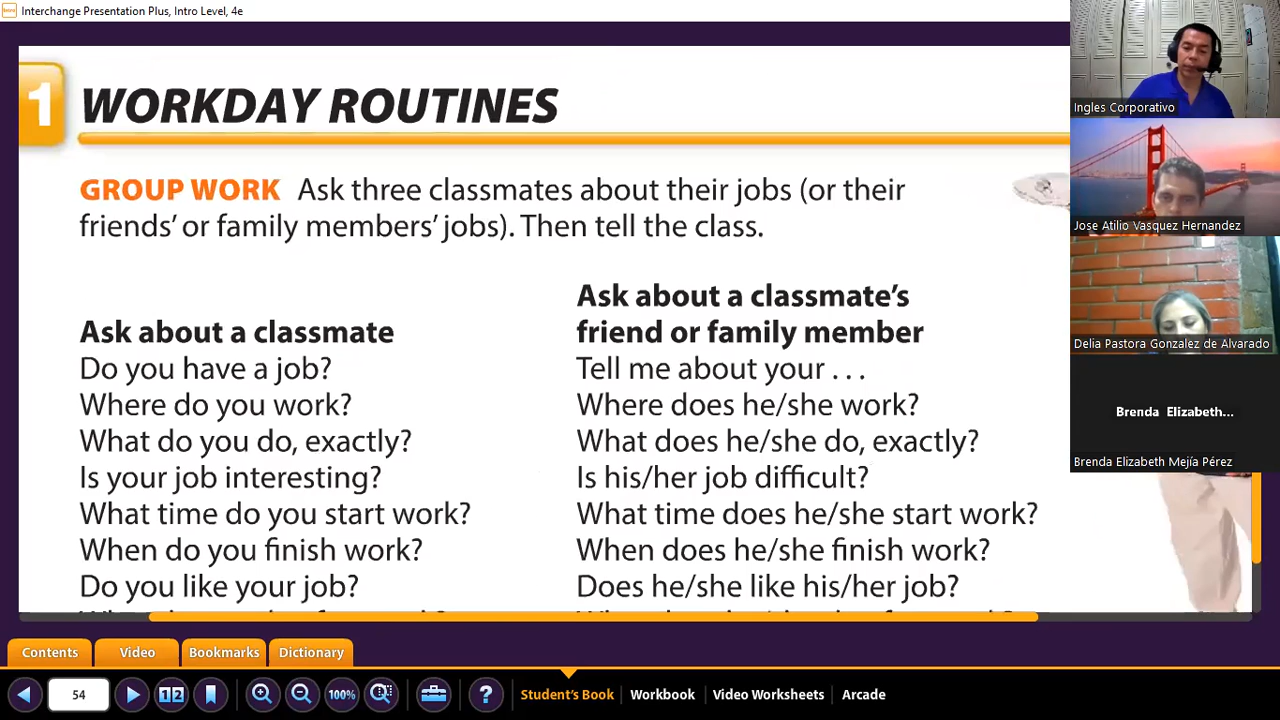 Interchange Presentation Plus, Intro Level, 4e
1 WORKDAY ROUTINES
GROUP WORK Ask three classmates about their jobs (or their
friends' or family members' jobs). Then tell the class.
Ask about a classmate
Do you have a job?
Where do you work?
What do you do, exactly?
Is your job interesting?
What time do you start work?
When do you finish work?
Do you like your job?
Ask about a classmate's
friend or family member
Tell me about your . . .
Where does he/she work?
What does he/she do, exactly?
Is his/her job difficult?
What time does he/she start work?
When does he/she finish work?
Does he/she like his/her job?
Ingles Corporativo
Jose Atilio Vasquez Hernandez
Delia Pastora Gonzalez de Alvarado
Brenda Elizabeth...
Brenda Elizabeth Mejía Pérez
Contents Video Bookmarks Dictionary
54 1 2 100% ? Student's Book Workbook Video Worksheets Arcade